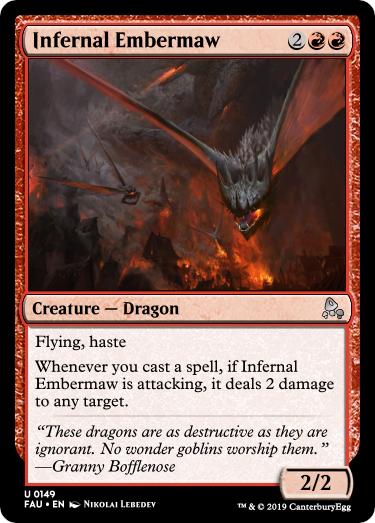 Infernal Embermaw 2
Creature — Dragon
Flying, haste
Whenever you cast a spell, if Infernal
Embermaw is attacking, it deals 2 damage
to any target.
“These dragons are as destructive as they are
ignorant. No wonder goblins worship them.”
—Granny Bofflenose
2/2
U 0149
FAU • EN Nikolai Lebedev
™ & © 2019 CanterburyEgg